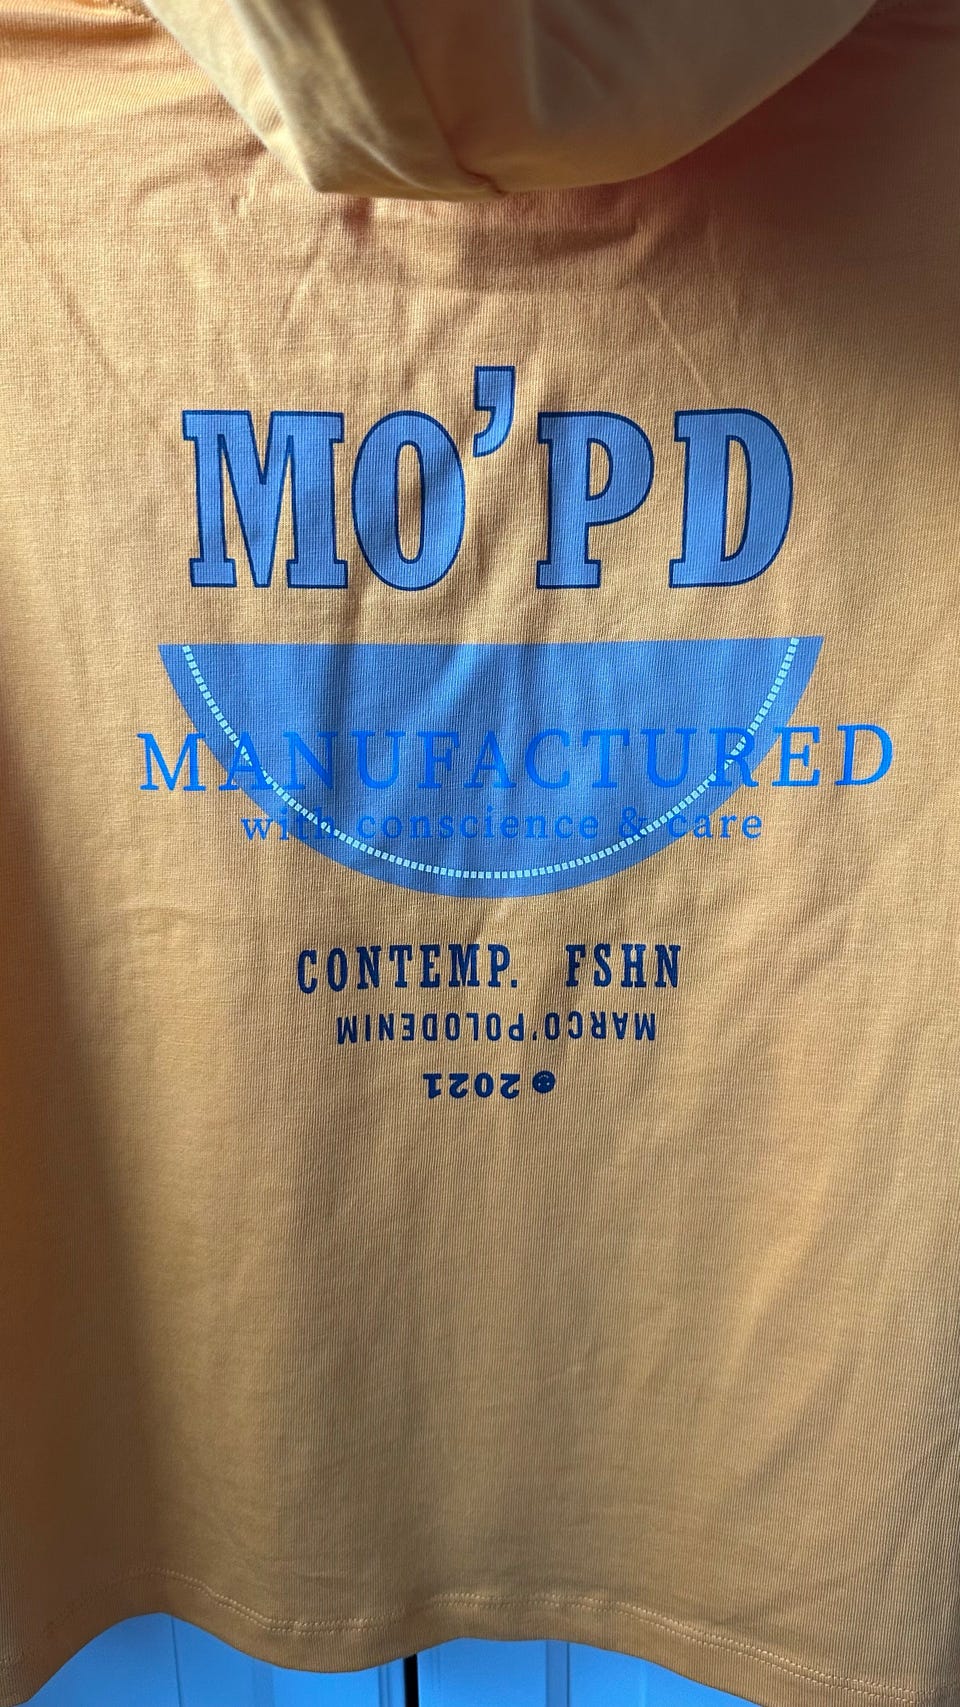 MO'PD
MANUFACTURED
with conscience & care
CONTEMP. FSHN
MARCO'POLODENIM
2021